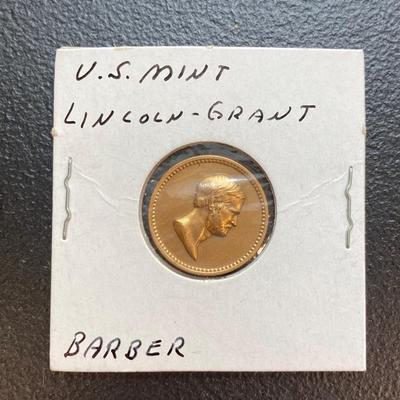 U.S. MINT
LINCOLN-GRANT
BARBER